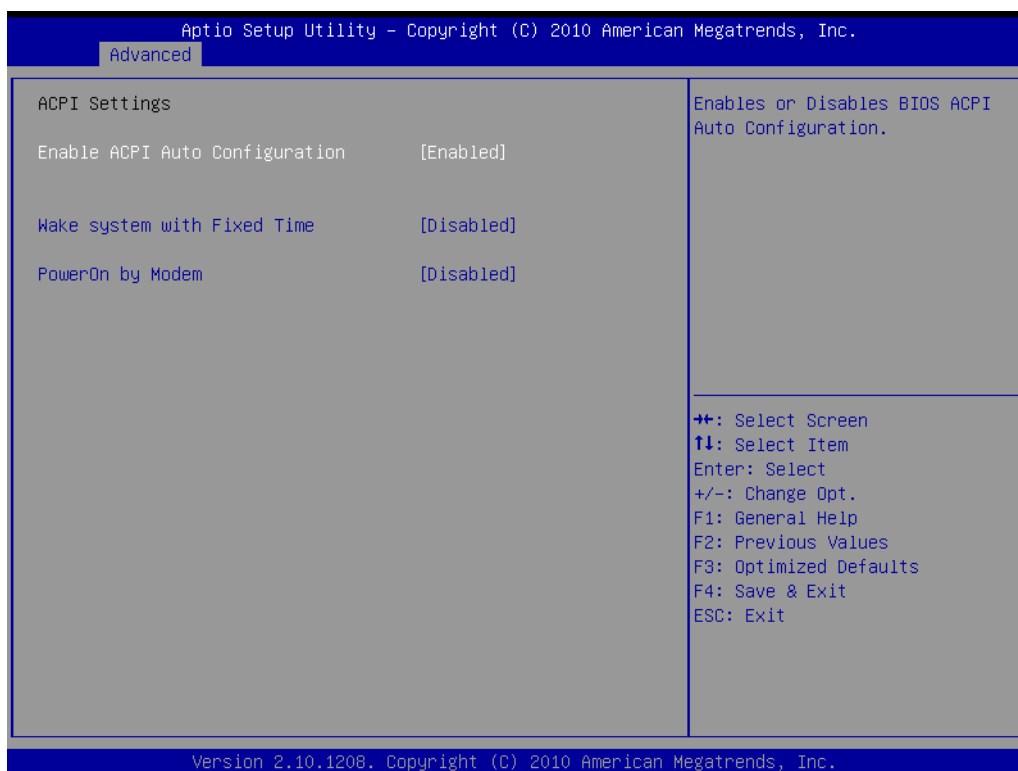 Aptio Setup Utility – Copyright (C) 2010 American Megatrends, Inc.
Advanced
ACPI Settings
Enable ACPI Auto Configuration [Enabled]
Wake system with Fixed Time [Disabled]
PowerOn by Modem [Disabled]
Enables or Disables BIOS ACPI
Auto Configuration.
→←: Select Screen
↑↓: Select Item
Enter: Select
+/-: Change Opt.
F1: General Help
F2: Previous Values
F3: Optimized Defaults
F4: Save & Exit
ESC: Exit
Version 2.10.1208. Copyright (C) 2010 American Megatrends, Inc.